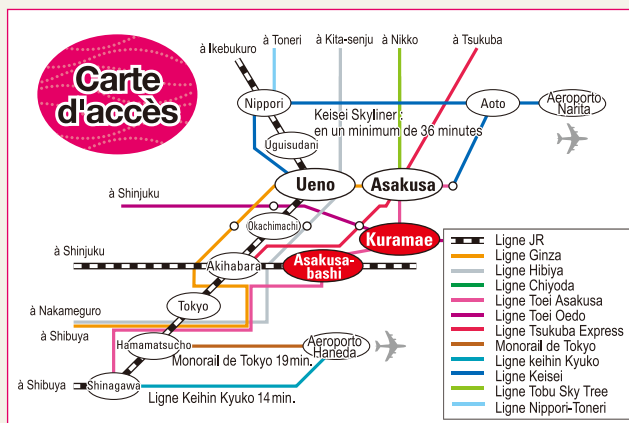 Carte
d'accès
à Ikebukuro
à Toneri
à Kita-senju
à Nikko
à Tsukuba
Nippori
Keisei Skyliner :
en un minimum de 36 minutes
Aoto
Aeroporto
Narita
Uguisudani
Ueno
Asakusa
à Shinjuku
Okachimachi
Kuramae
à Shinjuku
Akihabara
Asakusa-
bashi
à Nakameguro
à Shibuya
Tokyo
Hamamatsucho
Monorail de Tokyo 19min.
Aeroporto
Haneda
à Shibuya
Shinagawa
Ligne Keihin Kyuko 14min.
Ligne JR
Ligne Ginza
Ligne Hibiya
Ligne Chiyoda
Ligne Toei Asakusa
Ligne Toei Oedo
Ligne Tsukuba Express
Monorail de Tokyo
Ligne keihin Kyuko
Ligne Keisei
Ligne Tobu Sky Tree
Ligne Nippori-Toneri